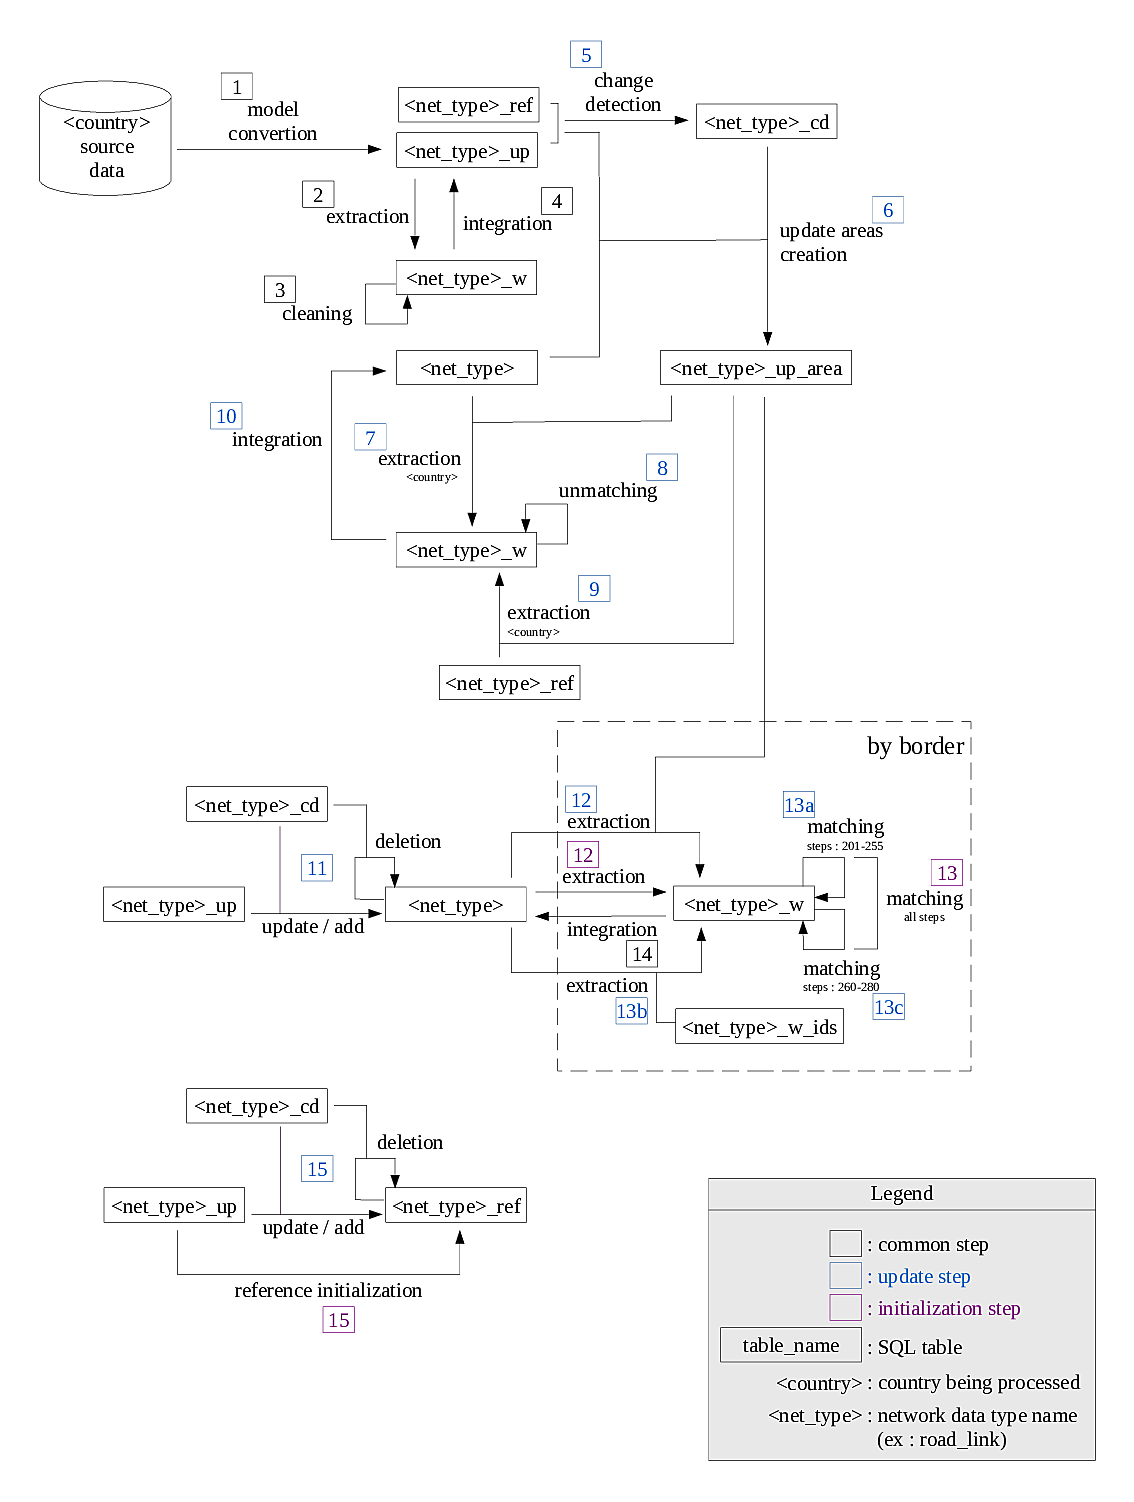 5
1
change
detection
<country>
source
data
model
convertion
<net_type>_ref
<net_type>_up
<net_type>_cd
2
extraction
4
integration
6
update areas
creation
3
cleaning
<net_type>_w
<net_type>
<net_type>_up_area
10
integration
7
extraction
<country>
8
unmatching
<net_type>_w
9
extraction
<country>
<net_type>_ref
by border
<net_type>_cd
deletion
11
<net_type>_up
update / add
<net_type>
12
extraction
12
extraction
integration
14
extraction
13b
13a
matching
steps : 201-255
13
matching
all steps
<net_type>_w
matching
steps : 260-280
13c
<net_type>_w_ids
<net_type>_cd
deletion
15
<net_type>_up
update / add
<net_type>_ref
reference initialization
15
Legend
: common step
: update step
: initialization step
table_name : SQL table
<country> : country being processed
<net_type> : network data type name
(ex : road_link)